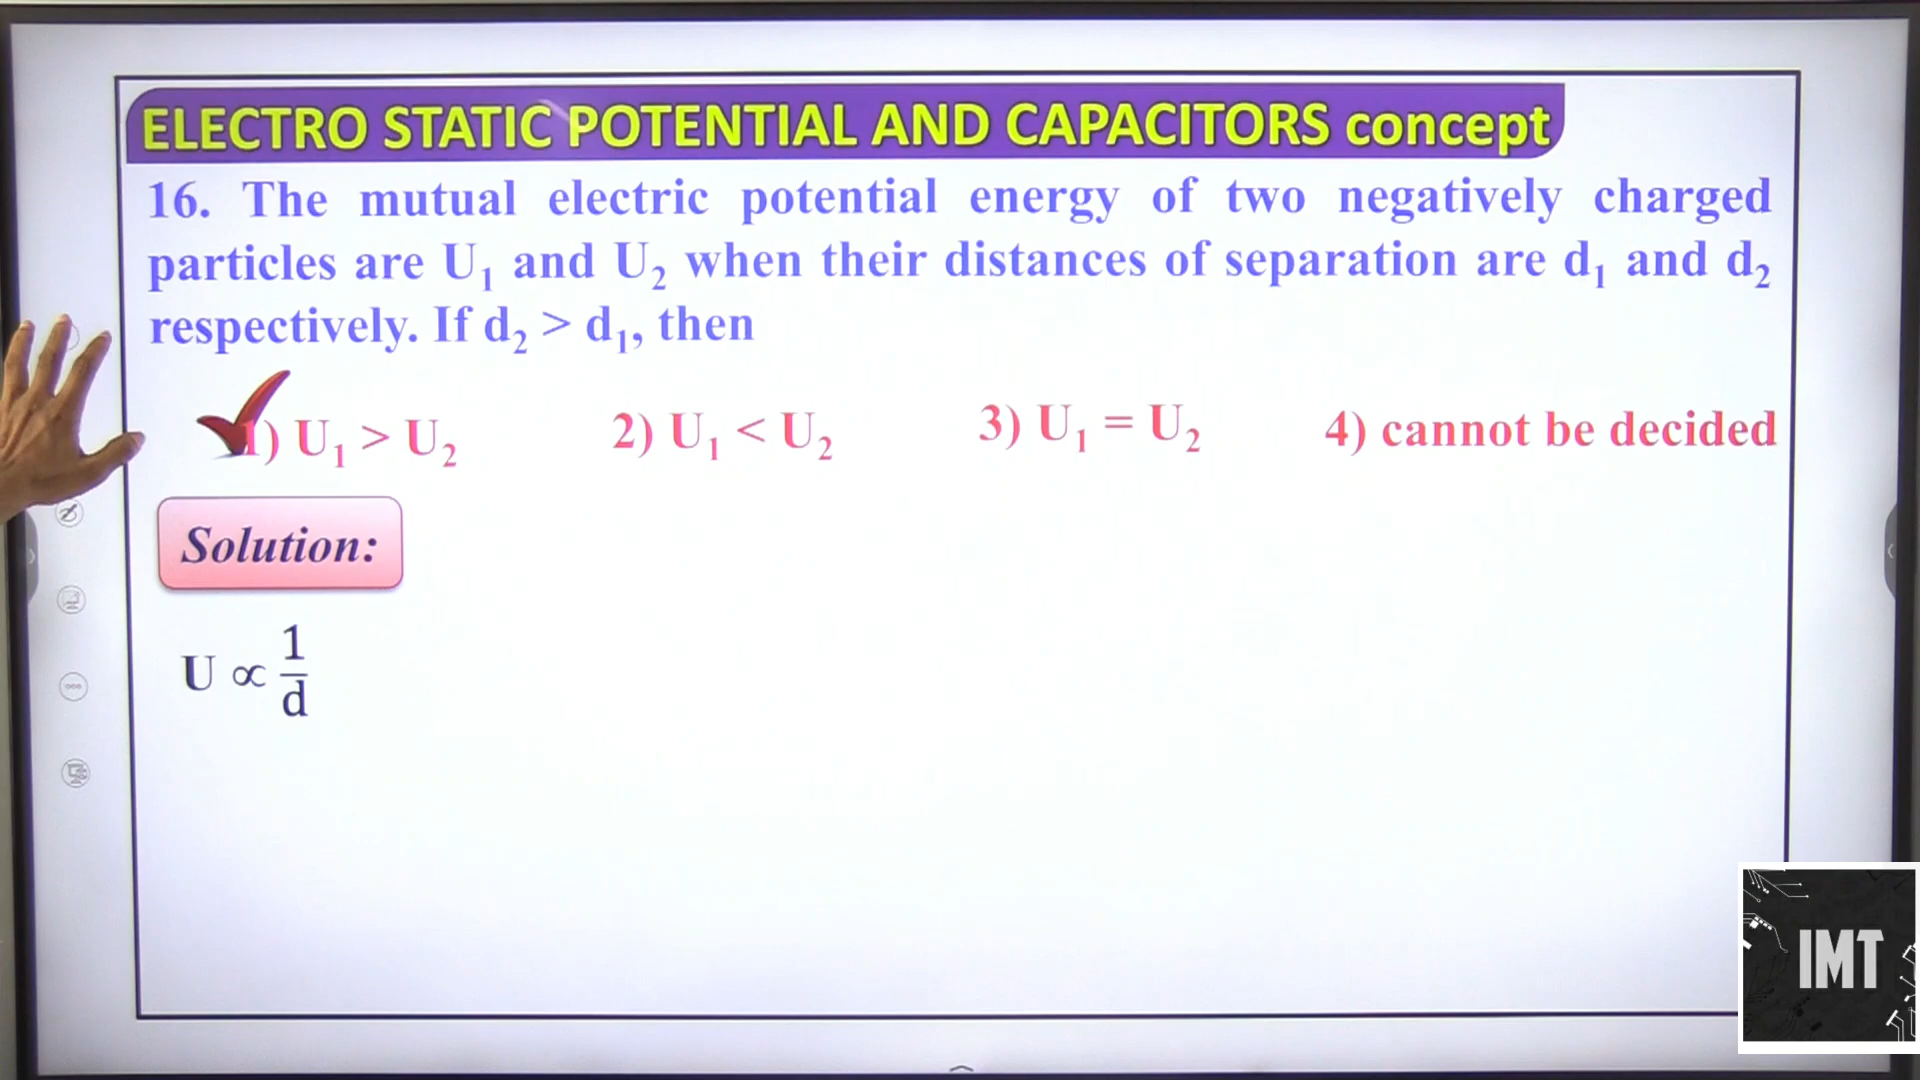 ELECTRO STATIC POTENTIAL AND CAPACITORS concept
16. The mutual electric potential energy of two negatively charged
particles are U₁ and U₂ when their distances of separation are d₁ and d₂
respectively. If d₂ > d₁, then
1) U₁ > U₂ 2) U₁ < U₂ 3) U₁ = U₂ 4) cannot be decided
Solution:
U ∝ 1/d
IMT